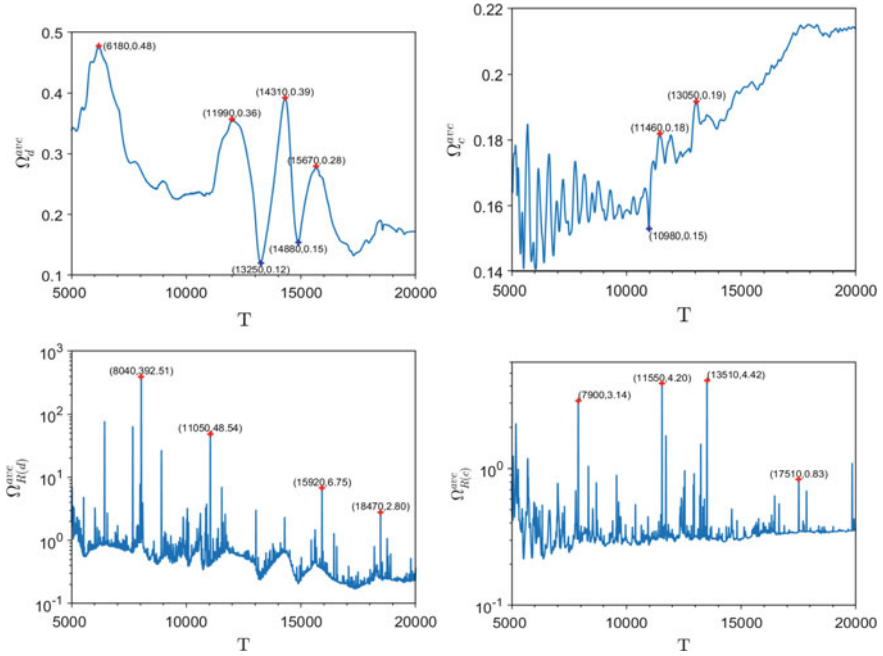 0.5
0.4
0.3
0.2
0.1
Ω_d^{ave}
(6180,0.48)
(11990,0.36)
(14310,0.39)
(15670,0.28)
(14880,0.15)
(13250,0.12)
5000 10000 15000 20000
T
0.22
0.2
0.18
0.16
0.14
Ω_c^{ave}
(11460,0.18)
(13050,0.19)
(10980,0.15)
5000 10000 15000 20000
T
10^3
10^2
10^1
10^0
10^{-1}
Ω_{R(d)}^{ave}
(8040,392.51)
(11050,48.54)
(15920,6.75)
(18470,2.80)
5000 10000 15000 20000
T
10^0
10^{-1}
Ω_{R(c)}^{ave}
(7900,3.14)
(11550,4.20)
(13510,4.42)
(17510,0.83)
5000 10000 15000 20000
T